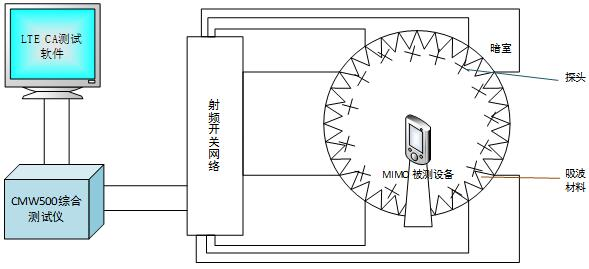 LTE CA测试
软件
CMW500综合
测试仪
射频开关网络
暗室
探头
MIMO 被测设备
吸波
材料